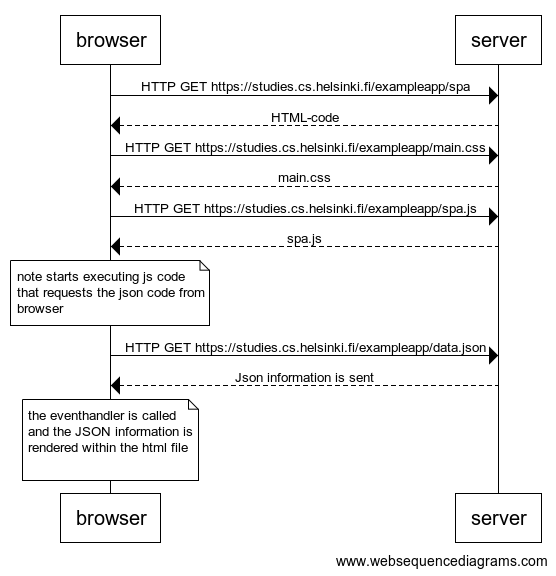 browser
server
HTTP GET https://studies.cs.helsinki.fi/exampleapp/spa
HTML-code
HTTP GET https://studies.cs.helsinki.fi/exampleapp/main.css
main.css
HTTP GET https://studies.cs.helsinki.fi/exampleapp/spa.js
spa.js
note starts executing js code
that requests the json code from
browser
HTTP GET https://studies.cs.helsinki.fi/exampleapp/data.json
Json information is sent
the eventhandler is called
and the JSON information is
rendered within the html file
browser
server
www.websequencediagrams.com